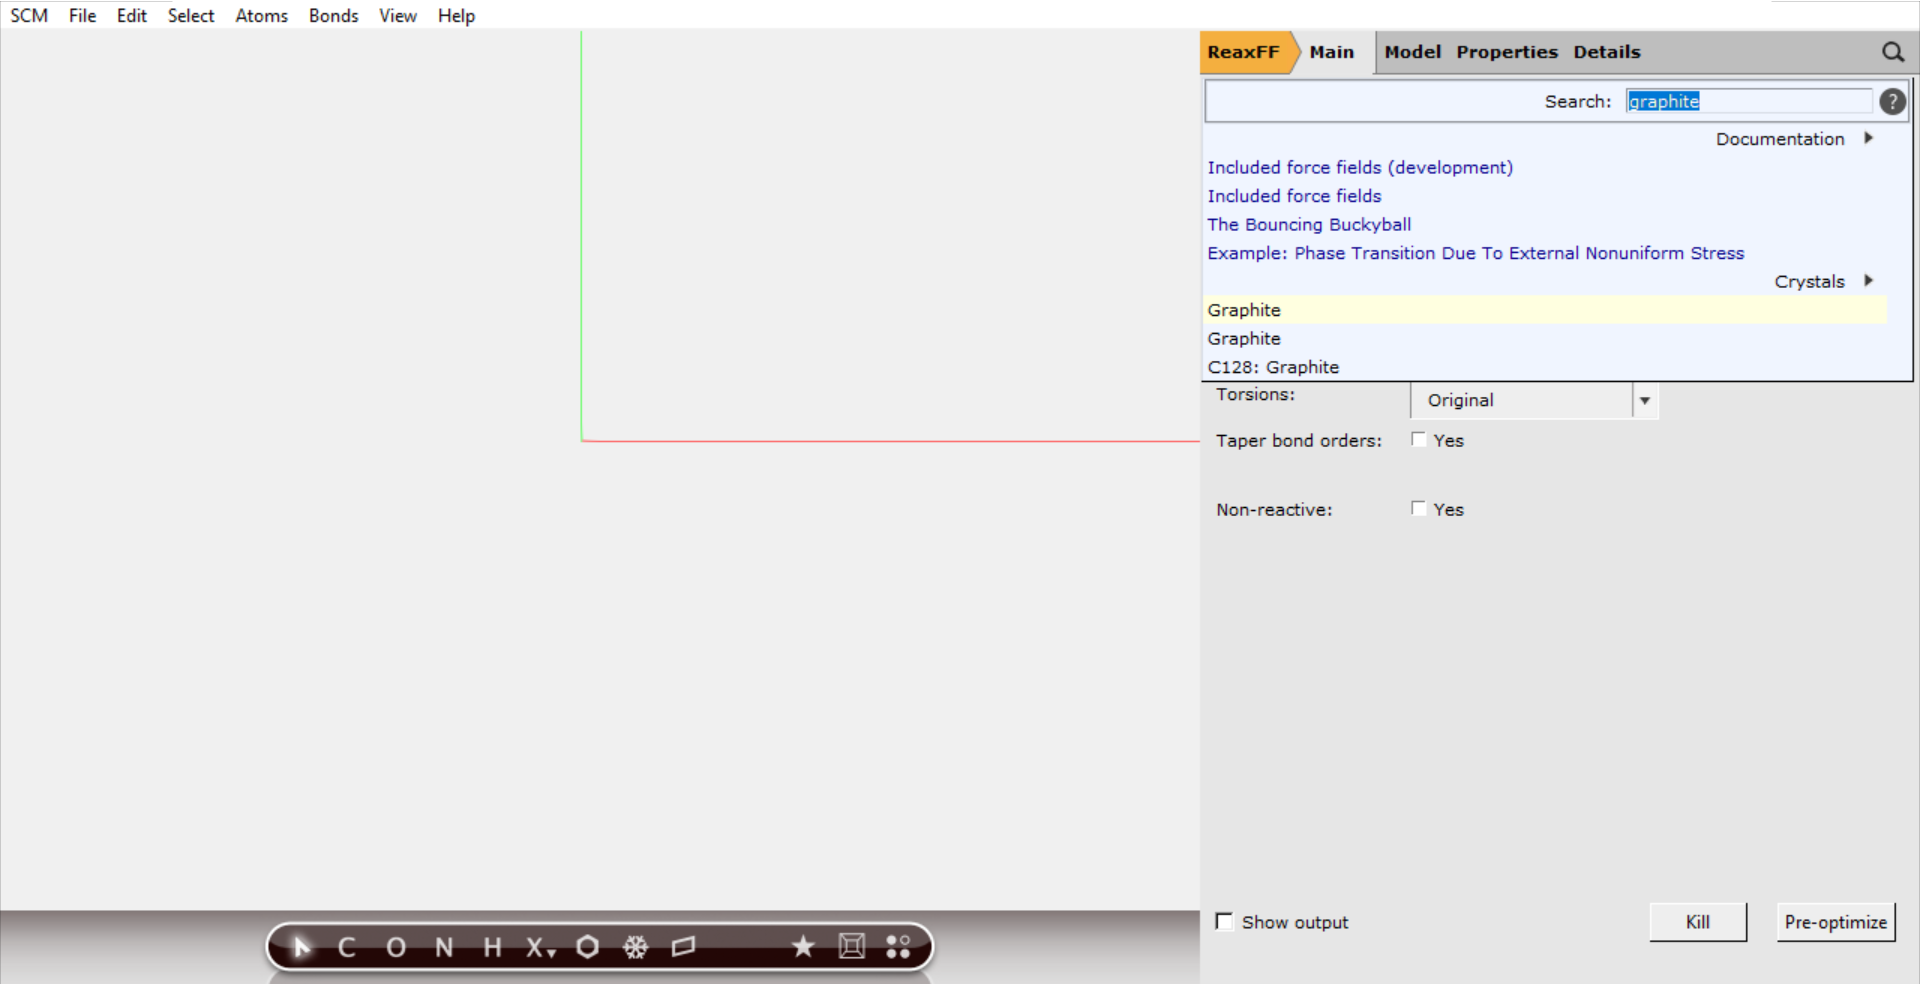 SCM File Edit Select Atoms Bonds View Help
ReaxFF Main Model Properties Details
Search: graphite ?
Documentation
Included force fields (development)
Included force fields
The Bouncing Buckyball
Example: Phase Transition Due To External Nonuniform Stress
Crystals
Graphite
Graphite
C128: Graphite
Torsions: Original
Taper bond orders: Yes
Non-reactive: Yes
Show output Kill Pre-optimize
C O N H X